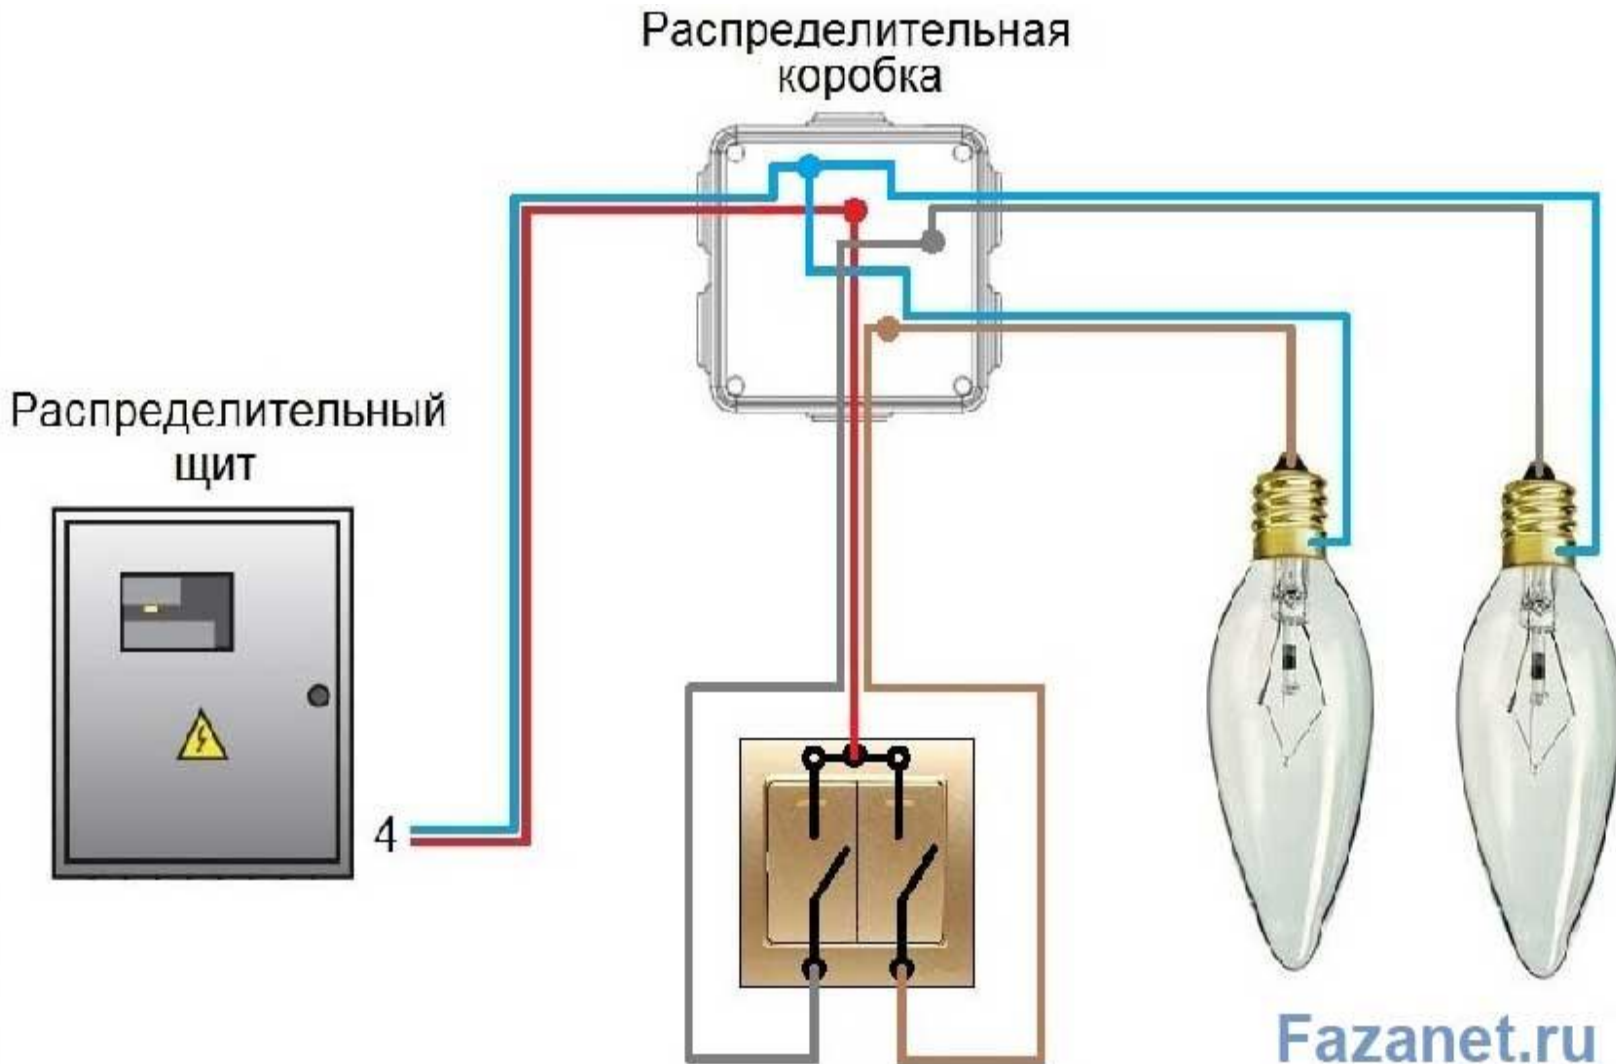 Распределительная
коробка
Распределительный
щит
4
Fazanet.ru